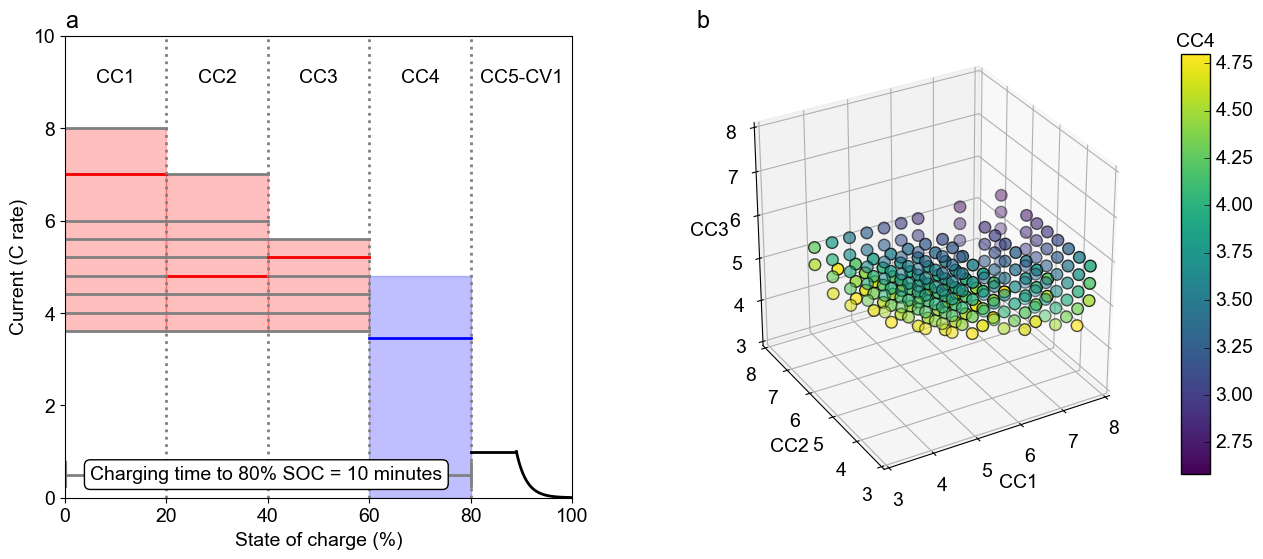 a
10
8
6
4
2
0
Current (C rate)
CC1
CC2
CC3
CC4
CC5-CV1
Charging time to 80% SOC = 10 minutes
0
20
40
60
80
100
State of charge (%)
b
8
7
6
5
4
3
CC3
8
7
6
5
4
3
CC2
3
4
5
6
7
8
CC1
CC4
4.75
4.50
4.25
4.00
3.75
3.50
3.25
3.00
2.75